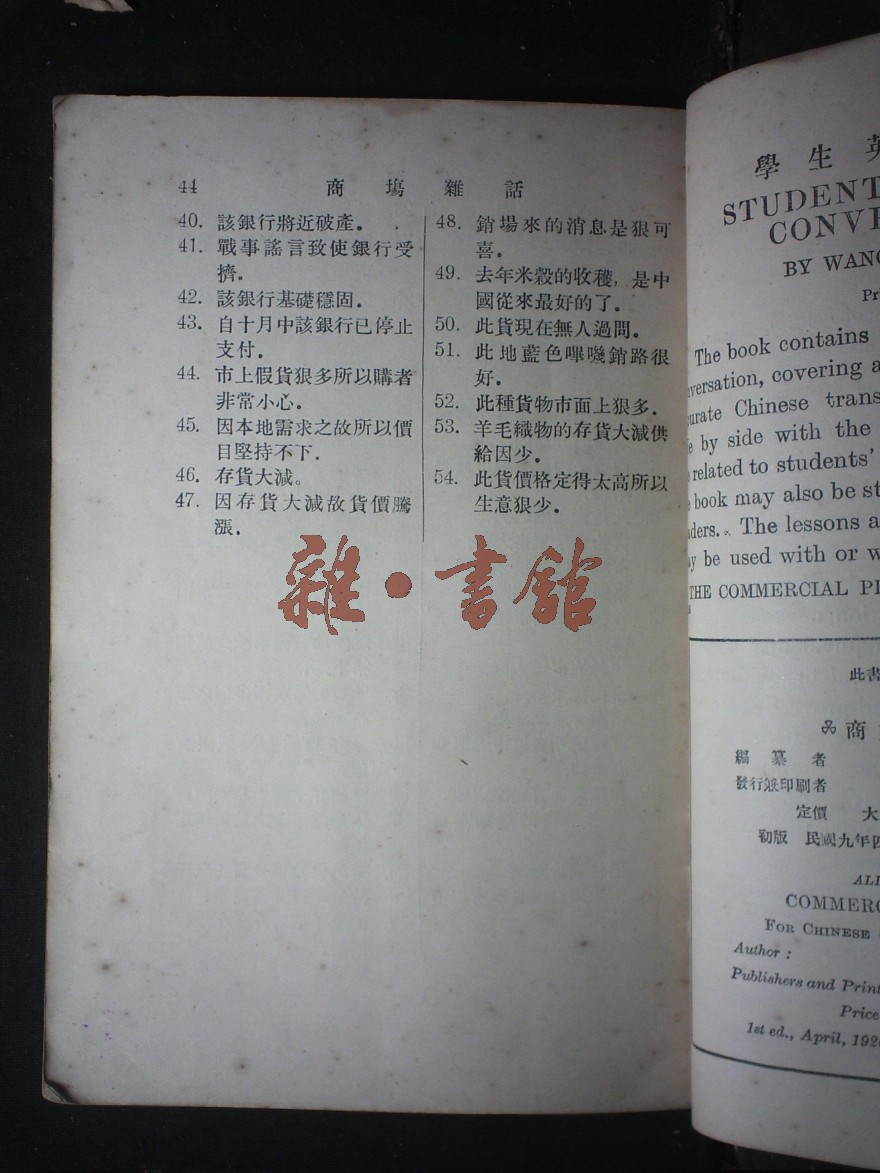 44 商塲雜話
40. 該銀行將近破產。
41. 戰事謠言致使銀行受
擠.
42. 該銀行基礎穩固.
43. 自十月中該銀行已停止
支付.
44. 市上假貨狠多所以購者
非常小心.
45. 因本地需求之故所以價
目堅持不下.
46. 存貨大減。
47. 因存貨大減故貨價騰
漲.
48. 銷場來的消息是狠可
喜.
49. 去年米穀的收穫,是中
國從來最好的了.
50. 此貨現在無人過問.
51. 此地藍色嗶嘰銷路很
好.
52. 此種貨物市面上狠多.
53. 羊毛織物的存貨大減供
給因少.
54. 此貨價格定得太高所以
生意狠少.
雜·書館
學生英
STUDENT
CONVE
BY WANG
Pr
The book contains
versation, covering a
urate Chinese trans
e by side with the
related to students'
book may also be st
ders. The lessons a
y be used with or w
THE COMMERCIAL P
此書
商
編纂者
發行兼印刷者
定價 大
初版 民國九年四
ALL
COMMERC
FOR CHINESE
Author :
Publishers and Print
Price
1st ed., April, 192